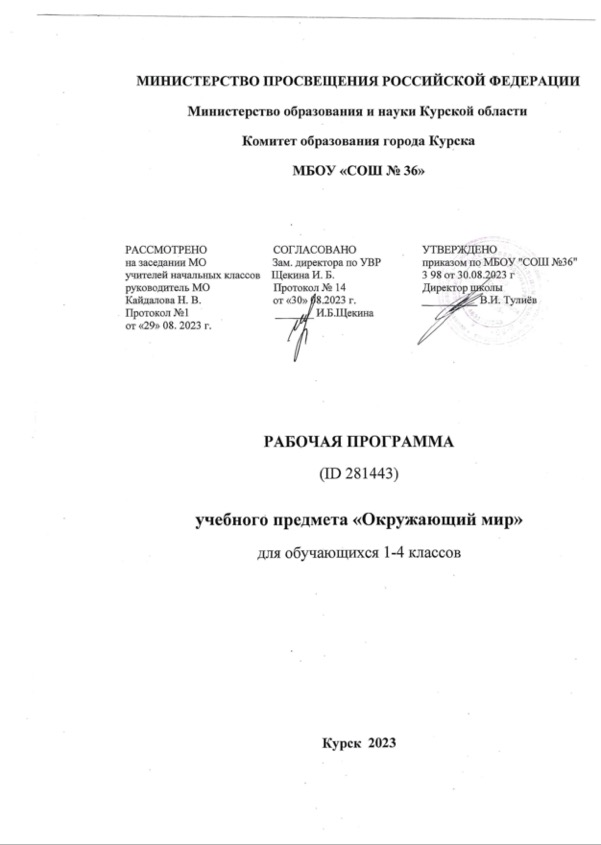 МИНИСТЕРСТВО ПРОСВЕЩЕНИЯ РОССИЙСКОЙ ФЕДЕРАЦИИ
Министерство образования и науки Курской области
Комитет образования города Курска
МБОУ «СОШ № 36»
РАССМОТРЕНО
на заседании МО
учителей начальных классов
руководитель МО
Кайдалова Н. В.
Протокол №1
от «29» 08. 2023 г.
СОГЛАСОВАНО
Зам. директора по УВР
Щекина И. Б.
Протокол № 14
от «30» 08.2023 г.
И.Б.Щекина
УТВЕРЖДЕНО
приказом по МБОУ "СОШ №36"
3 98 от 30.08.2023 г
Директор школы
В.И. Тулиёв
РАБОЧАЯ ПРОГРАММА
(ID 281443)
учебного предмета «Окружающий мир»
для обучающихся 1-4 классов
Курск 2023